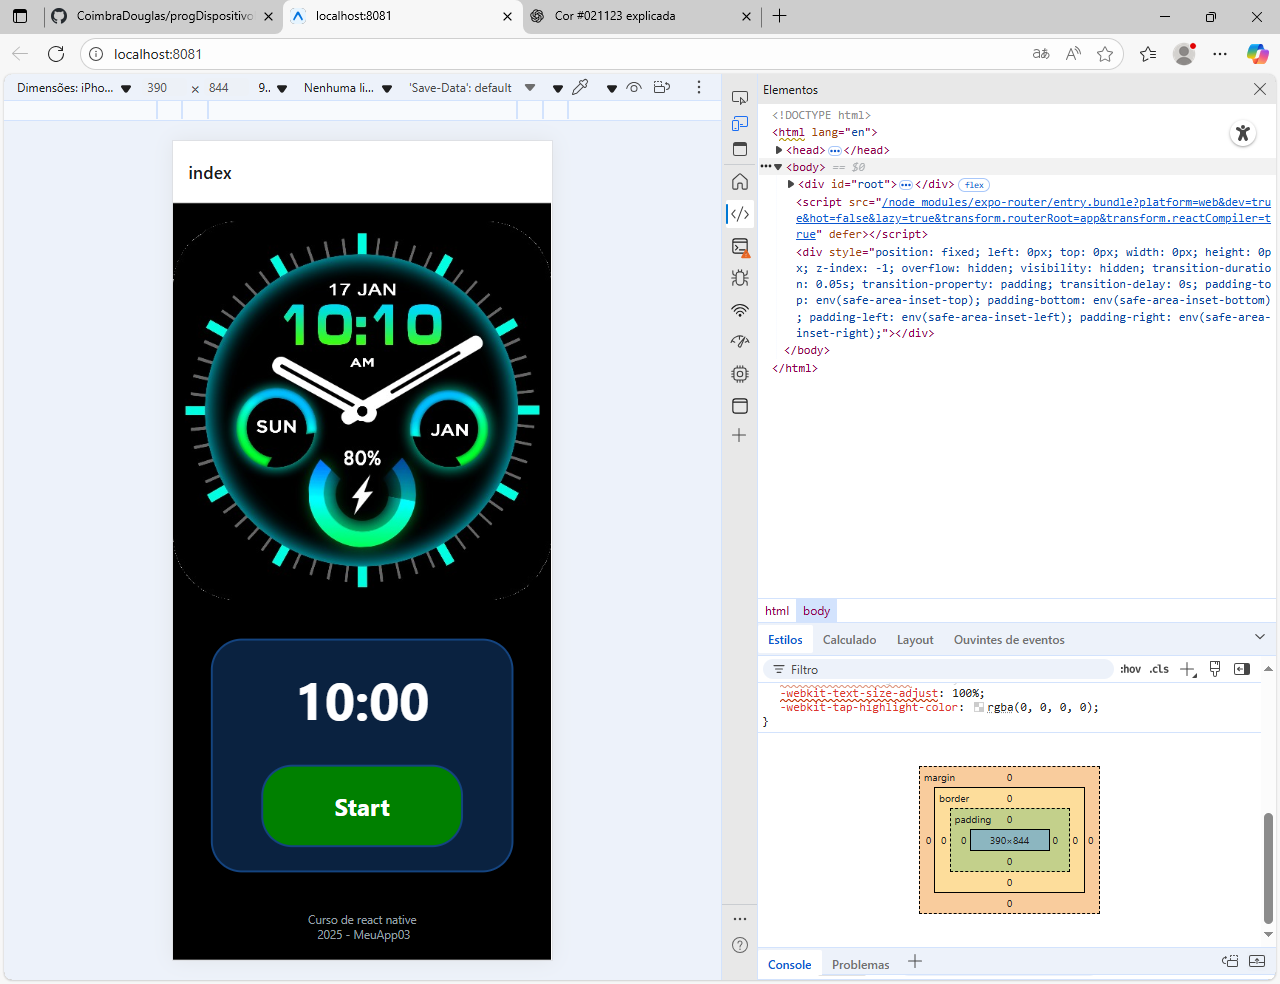 CoimbraDouglas/progDispositivo
localhost:8081
Cor #021123 explicada
localhost:8081
Dimensões: iPho...
390
×
844
9..
Nenhuma li...
'Save-Data': default
index
17 JAN
10:10
AM
SUN
JAN
80%
10:00
Start
Curso de react native
2025 - MeuApp03
Elementos
<!DOCTYPE html>
<html lang="en">
<head> ••• </head>
••• <body> == $0
<div id="root"> ••• </div> flex
<script src="/node_modules/expo-router/entry.bundle?platform=web&dev=tru
e&hot=false&lazy=true&transform.routerRoot=app&transform.reactCompiler=t
rue" defer></script>
<div style="position: fixed; left: 0px; top: 0px; width: 0px; height: 0p
x; z-index: -1; overflow: hidden; visibility: hidden; transition-duratio
n: 0.05s; transition-property: padding; transition-delay: 0s; padding-to
p: env(safe-area-inset-top); padding-bottom: env(safe-area-inset-bottom)
; padding-left: env(safe-area-inset-left); padding-right: env(safe-area-
inset-right);"></div>
</body>
</html>
html
body
Estilos
Calculado
Layout
Ouvintes de eventos
Filtro
:hov
.cls
-webkit-text-size-adjust: 100%;
-webkit-tap-highlight-color: rgba(0, 0, 0, 0);
}
margin
0
border
0
padding
0
0
0
0
390×844
0
0
0
0
0
0
Console
Problemas